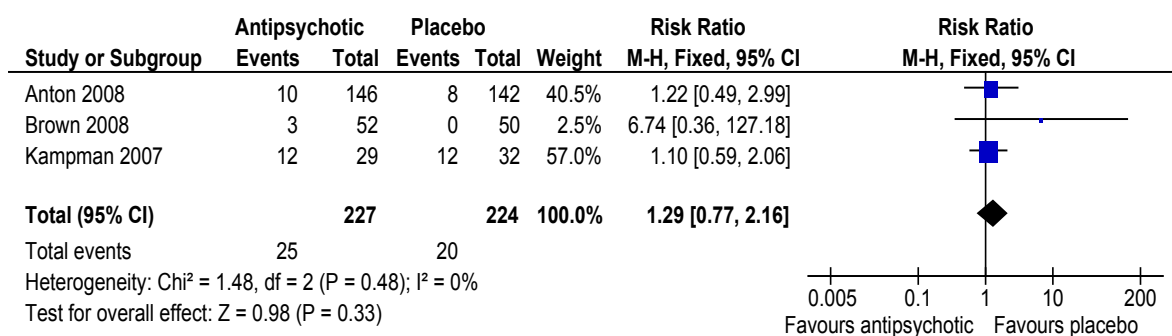 Antipsychotic Placebo Risk Ratio Risk Ratio
Study or Subgroup Events Total Events Total Weight M-H, Fixed, 95% CI M-H, Fixed, 95% CI
Anton 2008 10 146 8 142 40.5% 1.22 [0.49, 2.99]
Brown 2008 3 52 0 50 2.5% 6.74 [0.36, 127.18]
Kampman 2007 12 29 12 32 57.0% 1.10 [0.59, 2.06]
Total (95% CI) 227 224 100.0% 1.29 [0.77, 2.16]
Total events 25 20
Heterogeneity: Chi² = 1.48, df = 2 (P = 0.48); I² = 0%
Test for overall effect: Z = 0.98 (P = 0.33)
0.005 0.1 1 10 200
Favours antipsychotic Favours placebo